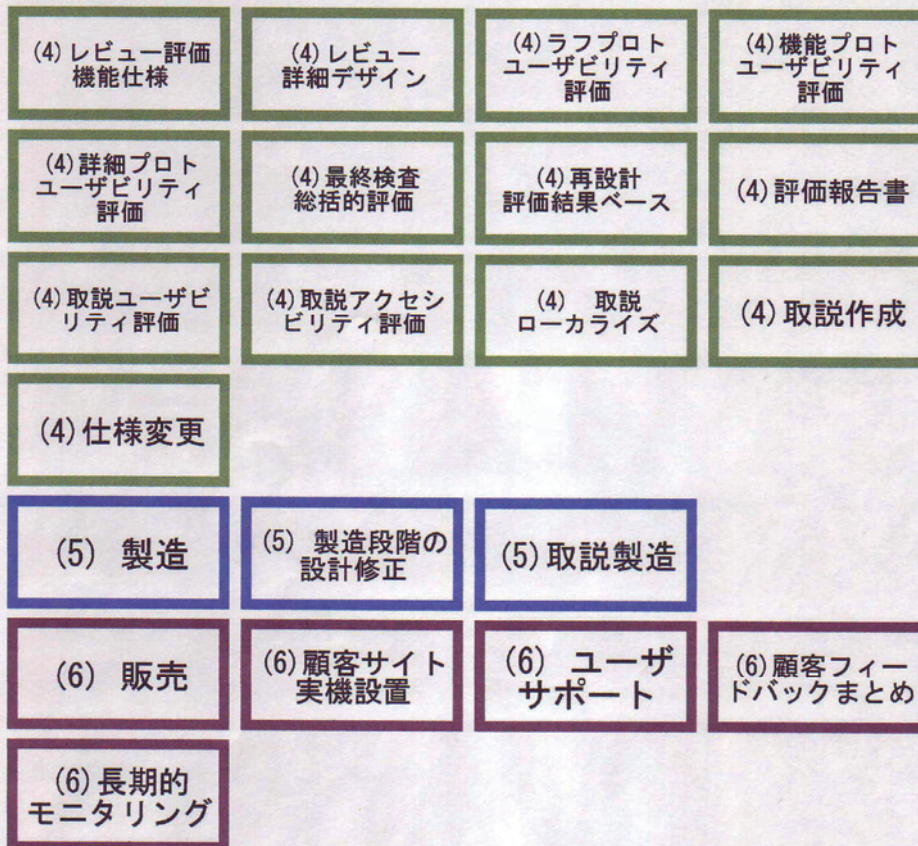 (4)レビュー評価
機能仕様
(4)レビュー
詳細デザイン
(4)ラフプロト
ユーザビリティ
評価
(4)機能プロト
ユーザビリティ
評価
(4)詳細プロト
ユーザビリティ
評価
(4)最終検査
総括的評価
(4)再設計
評価結果ベース
(4)評価報告書
(4)取説ユーザビ
リティ評価
(4)取説アクセシ
ビリティ評価
(4) 取説
ローカライズ
(4)取説作成
(4)仕様変更
(5) 製造
(5) 製造段階の
設計修正
(5)取説製造
(6) 販売
(6)顧客サイト
実機設置
(6) ユーザ
サポート
(6)顧客フィー
ドバックまとめ
(6)長期的
モニタリング